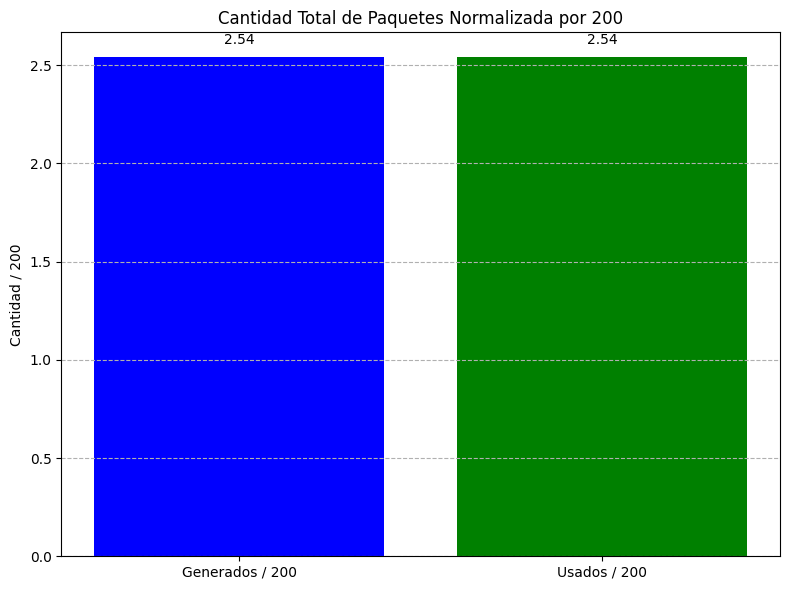 Cantidad Total de Paquetes Normalizada por 200
2.54
2.54
2.5
2.0
1.5
1.0
0.5
0.0
Cantidad / 200
Generados / 200
Usados / 200